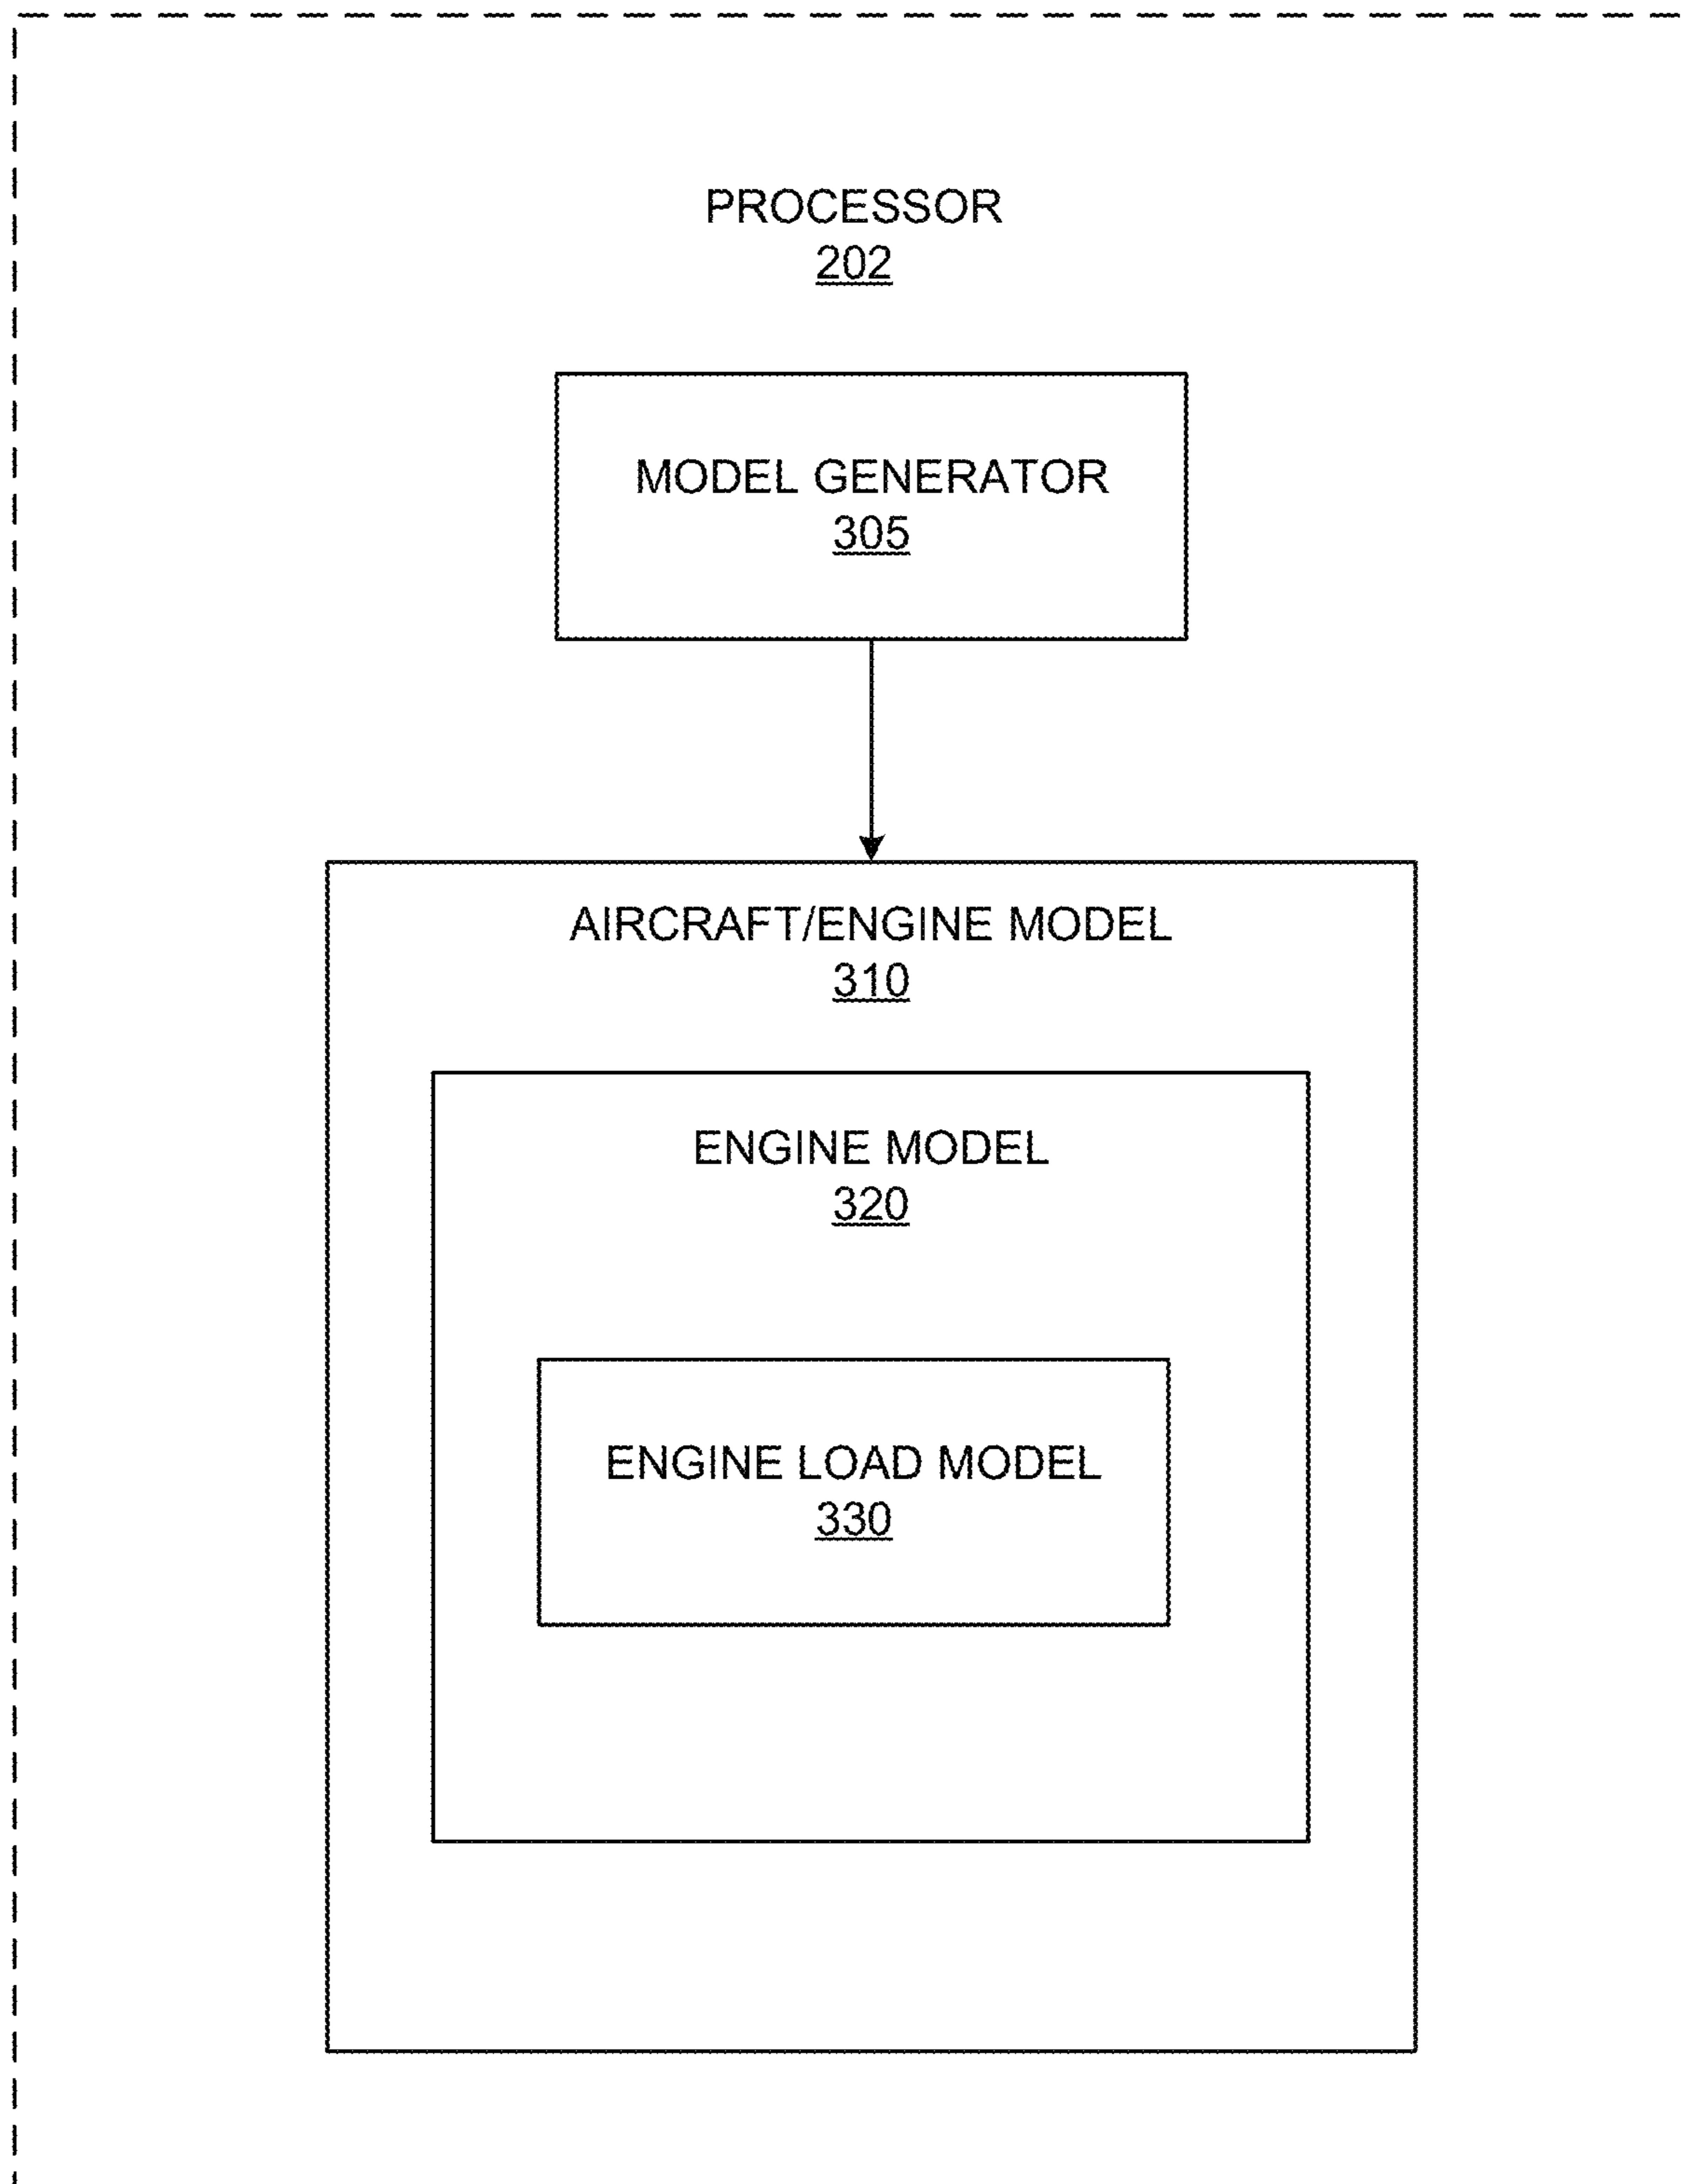 PROCESSOR
202
MODEL GENERATOR
305
AIRCRAFT/ENGINE MODEL
310
ENGINE MODEL
320
ENGINE LOAD MODEL
330